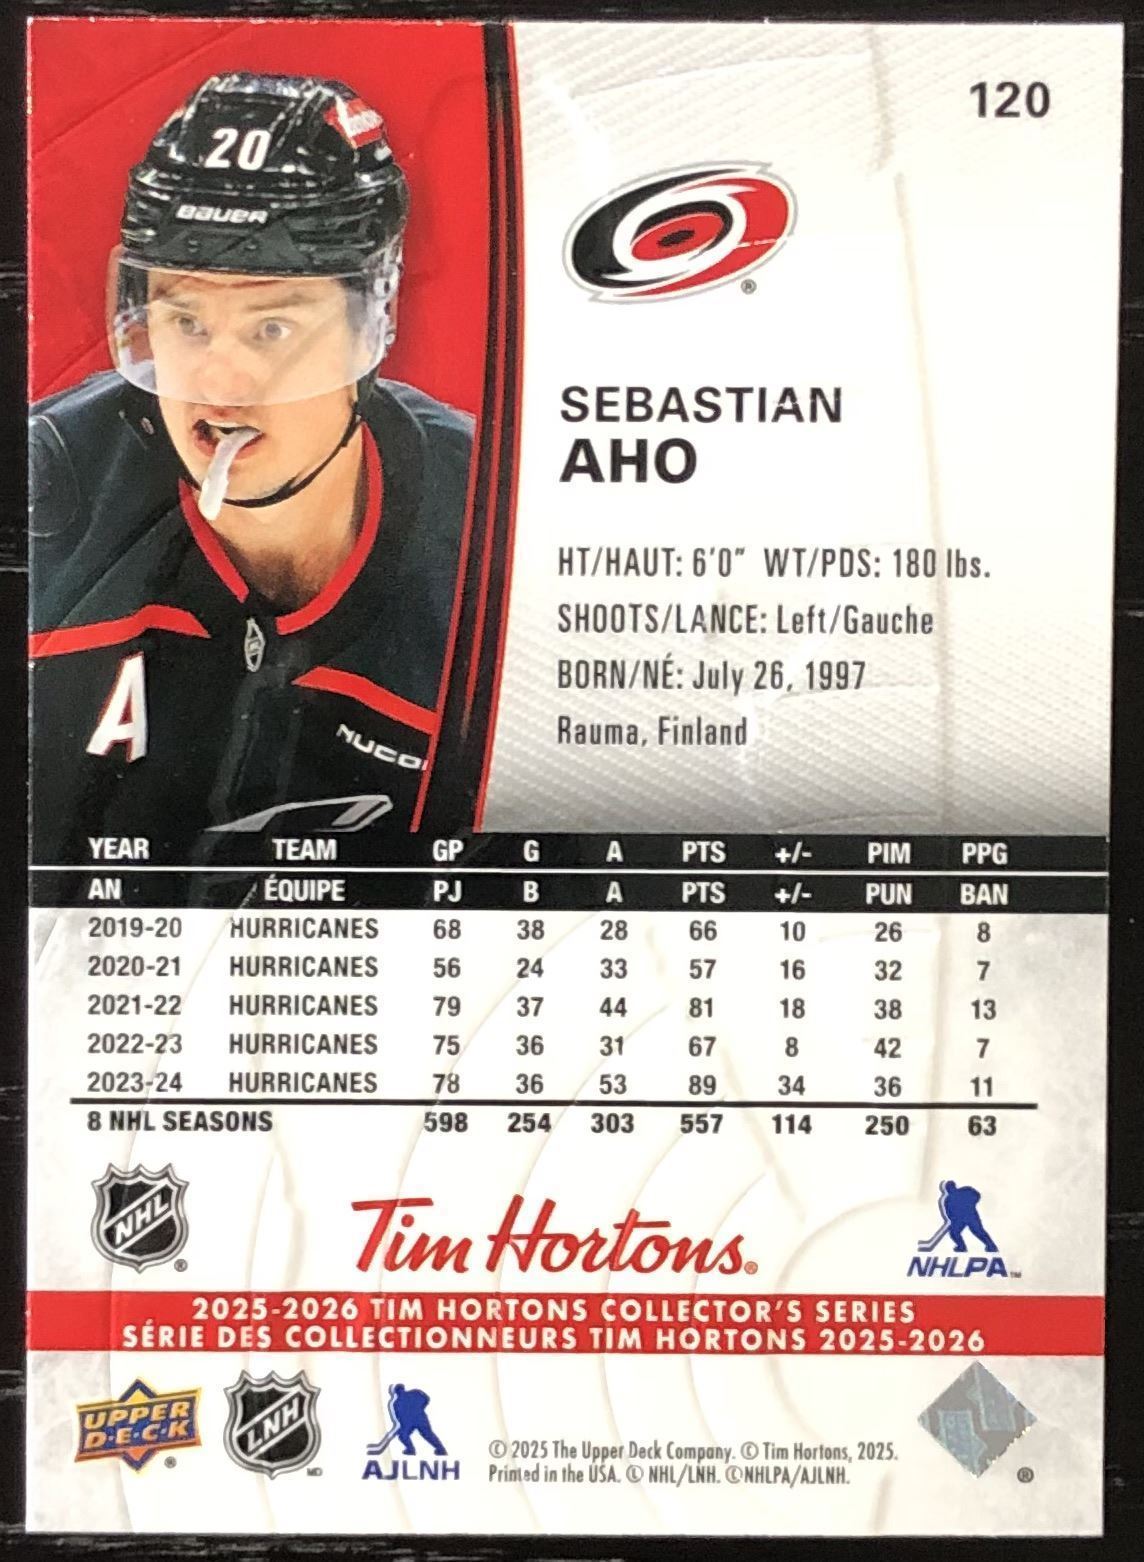 120
20
BAUER
A
NUCOR
SEBASTIAN
AHO
HT/HAUT: 6'0" WT/PDS: 180 lbs.
SHOOTS/LANCE: Left/Gauche
BORN/NÉ: July 26, 1997
Rauma, Finland
YEAR TEAM GP G A PTS +/- PIM PPG
AN ÉQUIPE PJ B A PTS +/- PUN BAN
2019-20 HURRICANES 68 38 28 66 10 26 8
2020-21 HURRICANES 56 24 33 57 16 32 7
2021-22 HURRICANES 79 37 44 81 18 38 13
2022-23 HURRICANES 75 36 31 67 8 42 7
2023-24 HURRICANES 78 36 53 89 34 36 11
8 NHL SEASONS 598 254 303 557 114 250 63
NHL ®
Tim Hortons®
NHLPA™
2025-2026 TIM HORTONS COLLECTOR'S SERIES
SÉRIE DES COLLECTIONNEURS TIM HORTONS 2025-2026
UPPER
D·E·C·K ®
LNH MD
AJLNH
© 2025 The Upper Deck Company. © Tim Hortons, 2025.
Printed in the USA. © NHL/LNH. ©NHLPA/AJLNH.
®